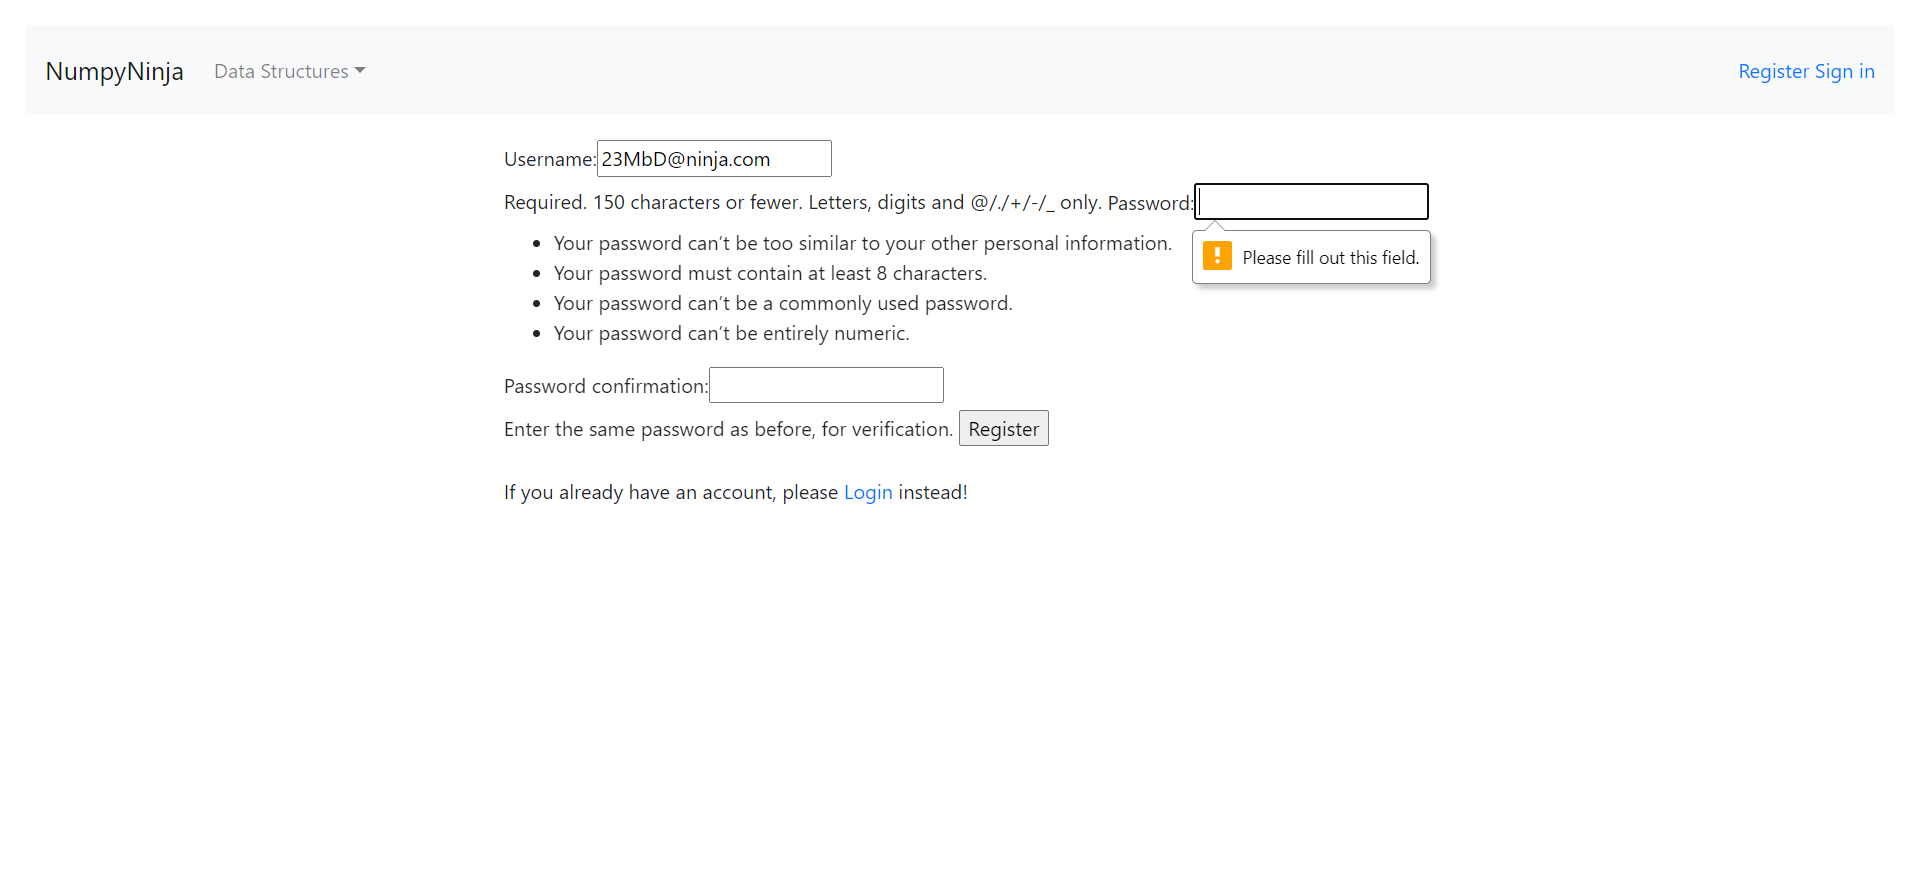 NumpyNinja Data Structures Register Sign in
Username: 23MbD@ninja.com
Required. 150 characters or fewer. Letters, digits and @/./+/-/_ only. Password:
Your password can’t be too similar to your other personal information.
Please fill out this field.
Your password must contain at least 8 characters.
Your password can’t be a commonly used password.
Your password can’t be entirely numeric.
Password confirmation:
Enter the same password as before, for verification. Register
If you already have an account, please Login instead!